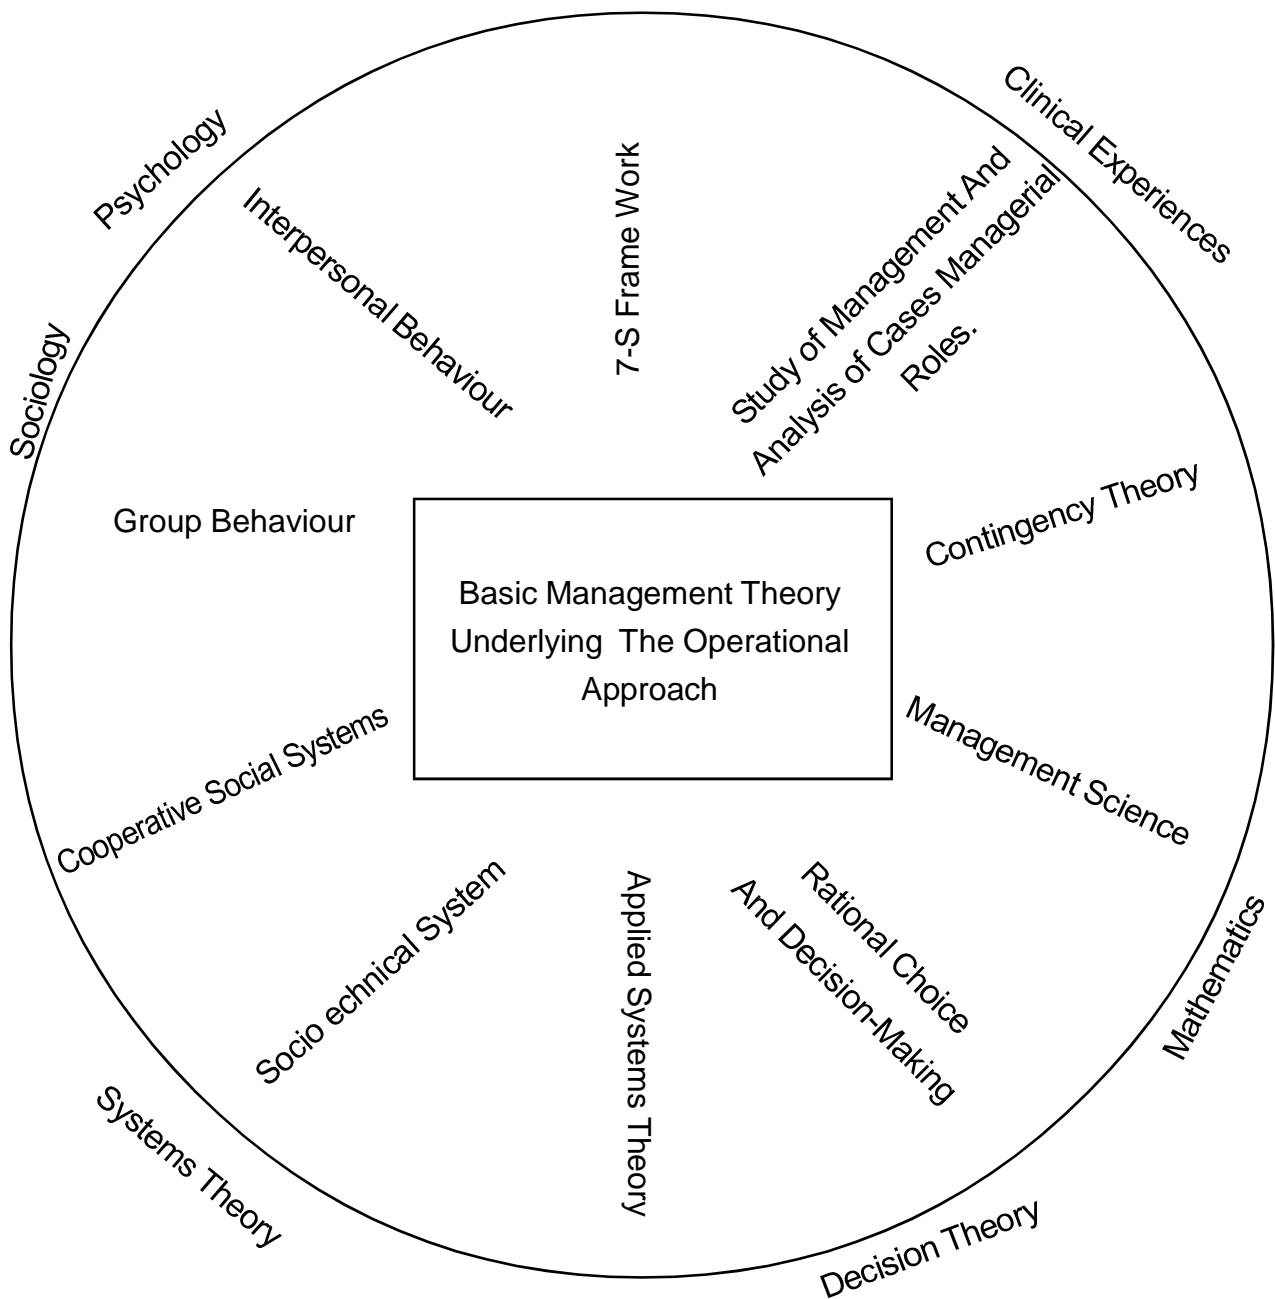 Clinical Experiences
Psychology
Interpersonal Behaviour
7-S Frame Work
Study of Management And
Analysis of Cases Managerial
Roles.
Sociology
Group Behaviour
Contingency Theory
Basic Management Theory
Underlying The Operational
Approach
Cooperative Social Systems
Management Science
Socio echnical System
Applied Systems Theory
Rational Choice
And Decision-Making
Mathematics
Systems Theory
Decision Theory